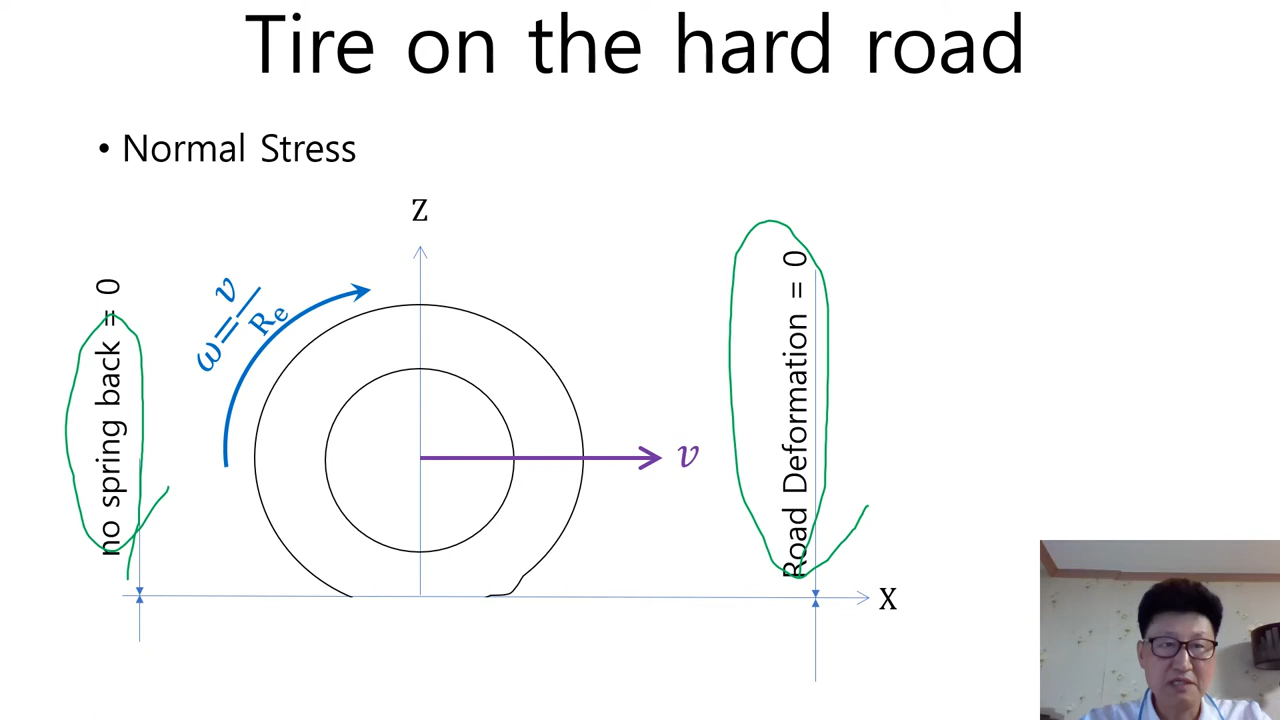 Tire on the hard road
• Normal Stress
Z
no spring back = 0
ω=v/Re
v
Road Deformation = 0
X